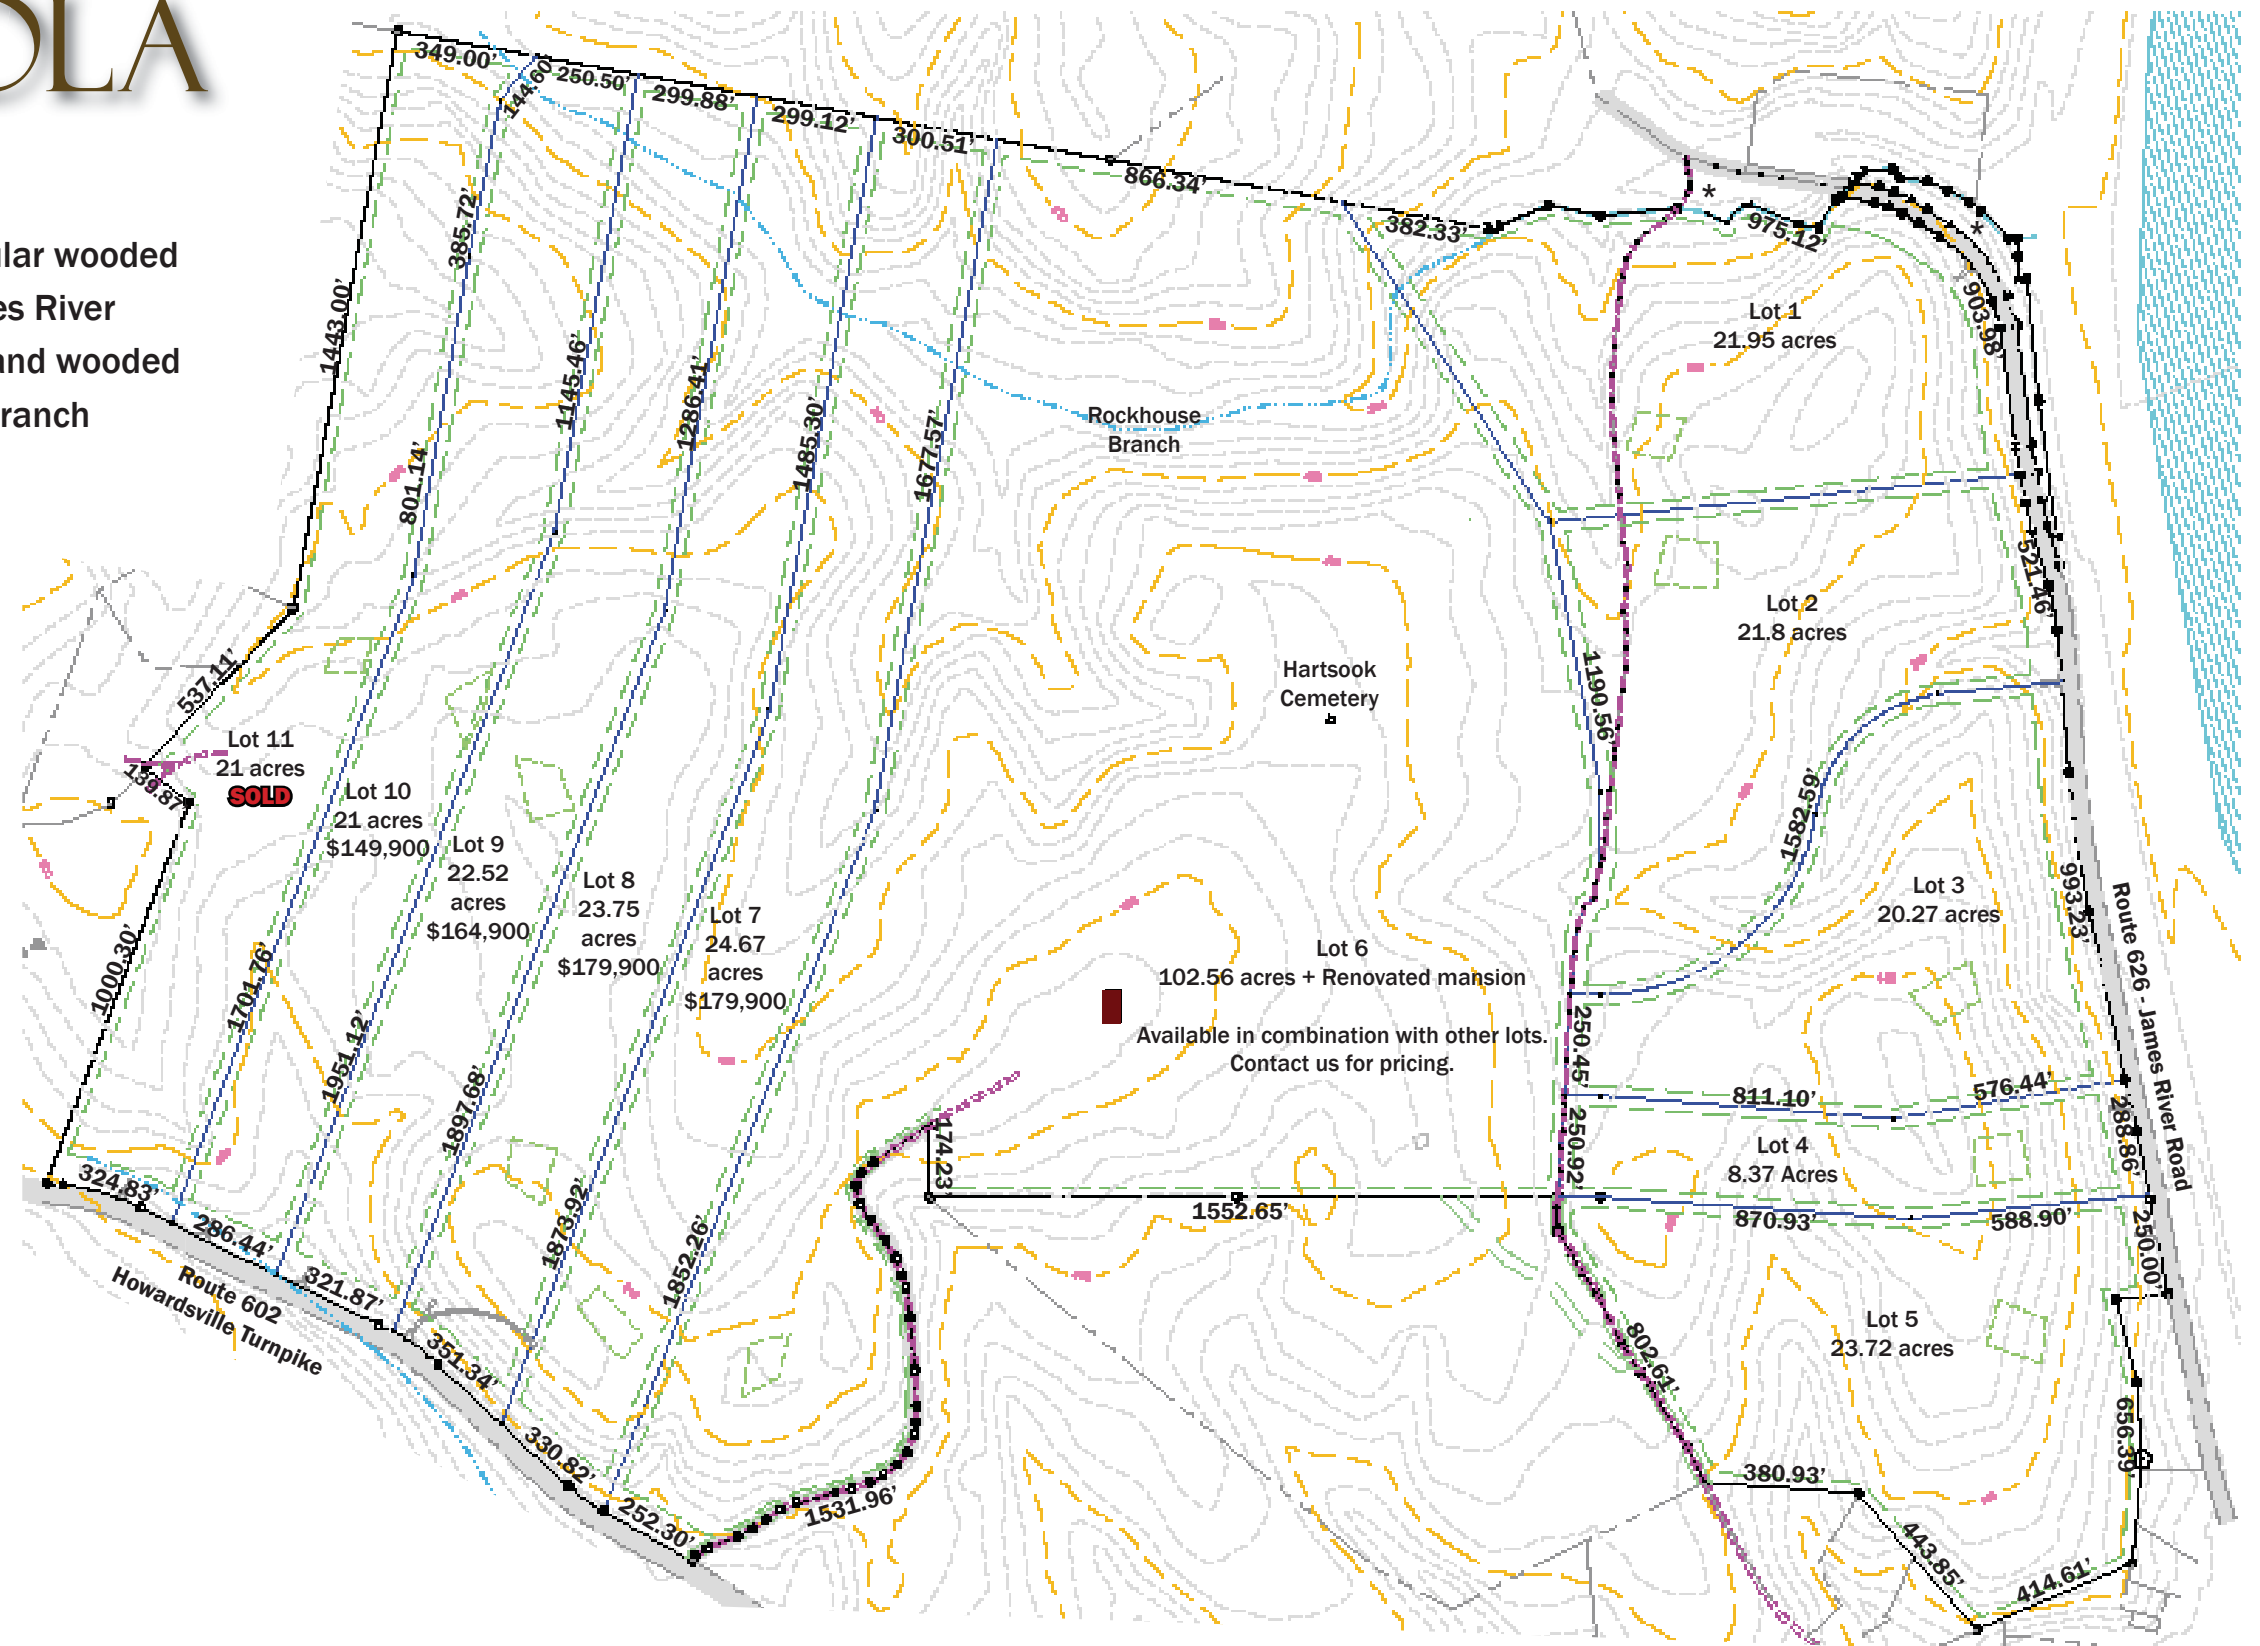 OLA
lar wooded
es River
and wooded
ranch
349.00’
144.60
250.50’
299.88’
299.12’
300.51’
866.34’
382.33’
975.12’
*
*
903.98’
1443.00’
385.72’
801.14’
1145.46’
1286.41’
1485.30’
1677.57’
Rockhouse
Branch
Lot 1
21.95 acres
521.46’
Lot 2
21.8 acres
Hartsook
Cemetery
1190.56’
1582.59’
537.11’
139.87’
Lot 11
21 acres
SOLD
Lot 10
21 acres
$149,900
Lot 9
22.52
acres
$164,900
Lot 8
23.75
acres
$179,900
Lot 7
24.67
acres
$179,900
Lot 6
102.56 acres + Renovated mansion
Available in combination with other lots.
Contact us for pricing.
Lot 3
20.27 acres
993.23’
Route 626 - James River Road
1000.30’
1701.76’
1951.12’
1897.68’
1873.92’
1852.26’
250.45’
250.92’
811.10’
576.44’
288.86’
Lot 4
8.37 Acres
870.93’
588.90’
250.00’
174.23’
1552.65’
324.83’
286.44’
321.87’
351.34’
330.82’
252.30’
Route 602
Howardsville Turnpike
1531.96’
802.61’
Lot 5
23.72 acres
656.39’
380.93’
443.85’
414.61’